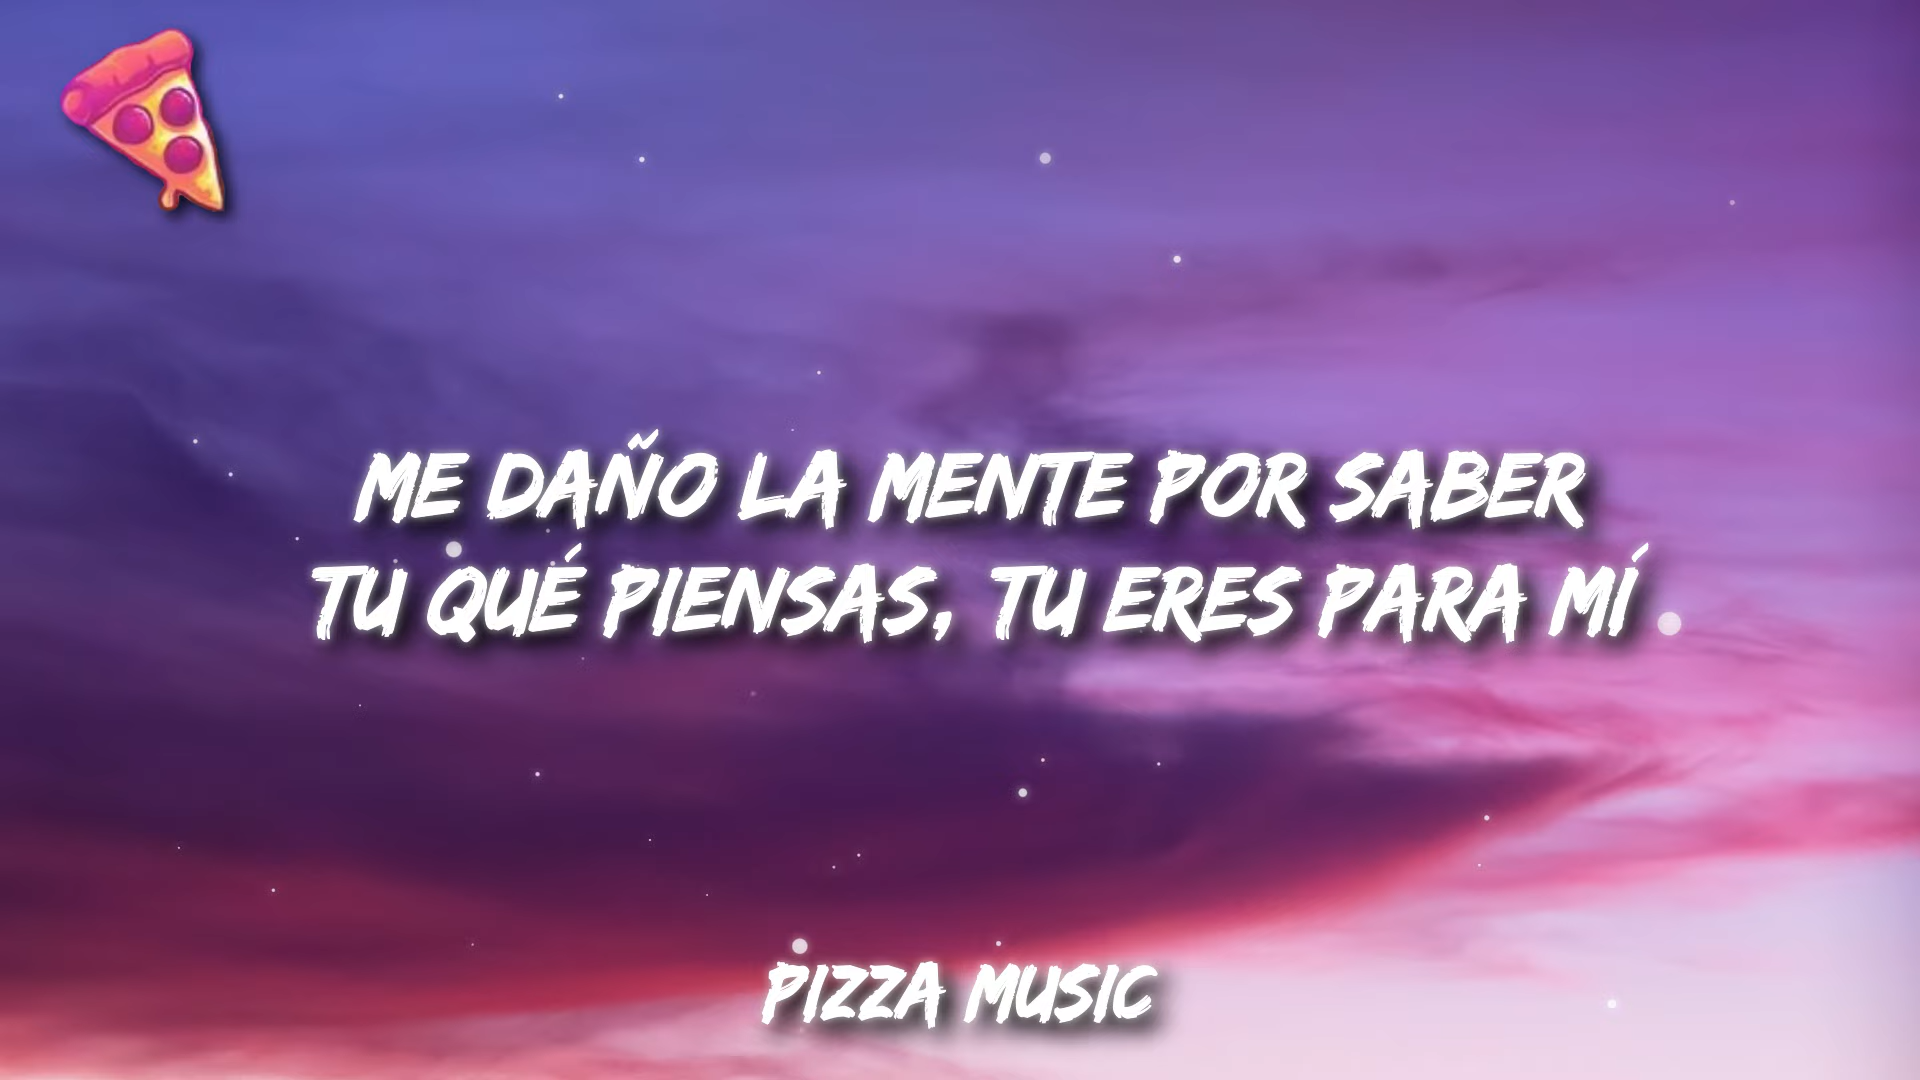 ME DAÑO LA MENTE POR SABER
TU QUÉ PIENSAS, TU ERES PARA MÍ
PIZZA MUSIC